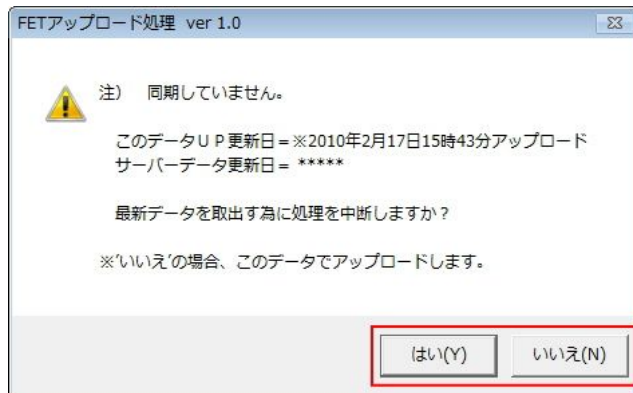 FETアップロード処理 ver 1.0
注） 同期していません。
このデータＵＰ更新日＝※2010年2月17日15時43分アップロード
サーバーデータ更新日＝ *****
最新データを取出す為に処理を中断しますか？
※'いいえ'の場合、このデータでアップロードします。
はい(Y) いいえ(N)